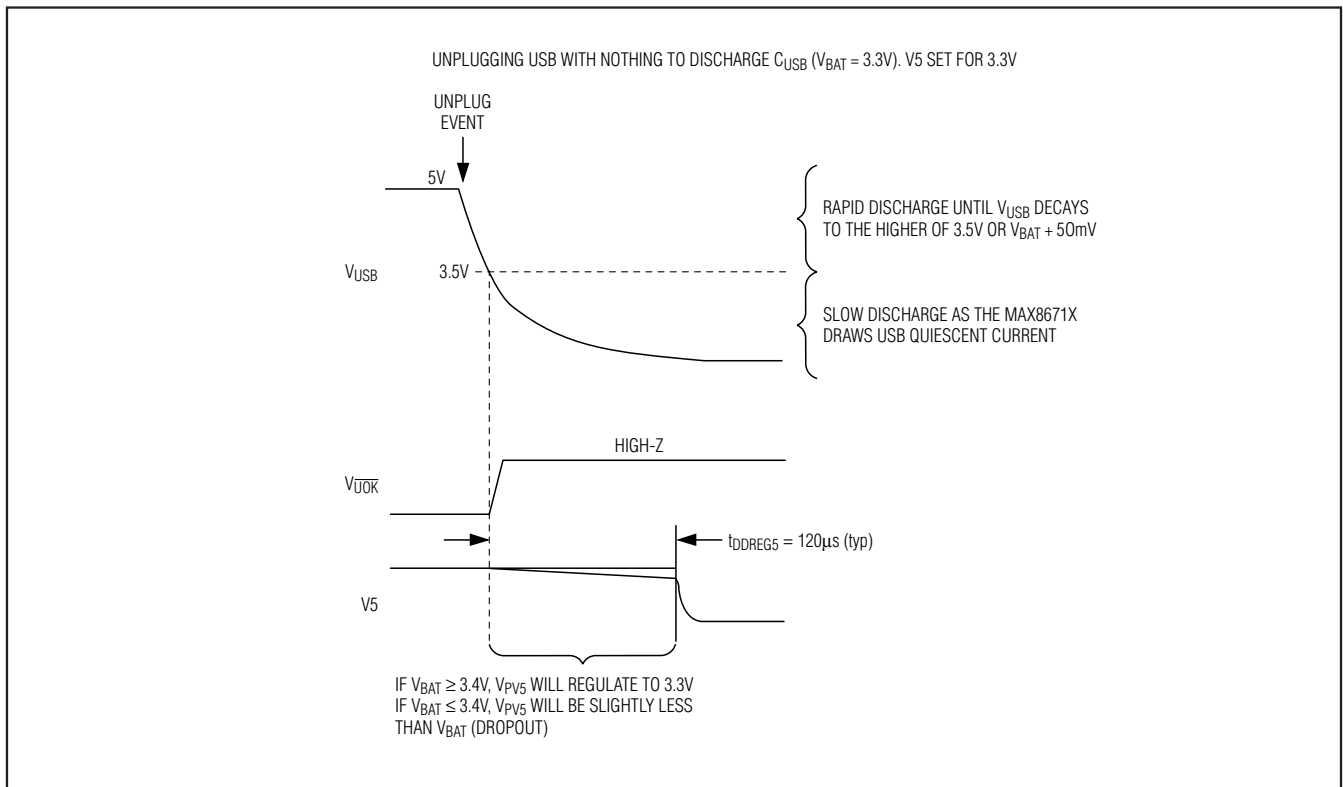 UNPLUGGING USB WITH NOTHING TO DISCHARGE CUSB (VBAT = 3.3V). V5 SET FOR 3.3V
UNPLUG
EVENT
5V
RAPID DISCHARGE UNTIL VUSB DECAYS
TO THE HIGHER OF 3.5V OR VBAT + 50mV
VUSB
3.5V
SLOW DISCHARGE AS THE MAX8671X
DRAWS USB QUIESCENT CURRENT
HIGH-Z
VUOK
tDDREG5 = 120μs (typ)
V5
IF VBAT ≥ 3.4V, VPV5 WILL REGULATE TO 3.3V
IF VBAT ≤ 3.4V, VPV5 WILL BE SLIGHTLY LESS
THAN VBAT (DROPOUT)